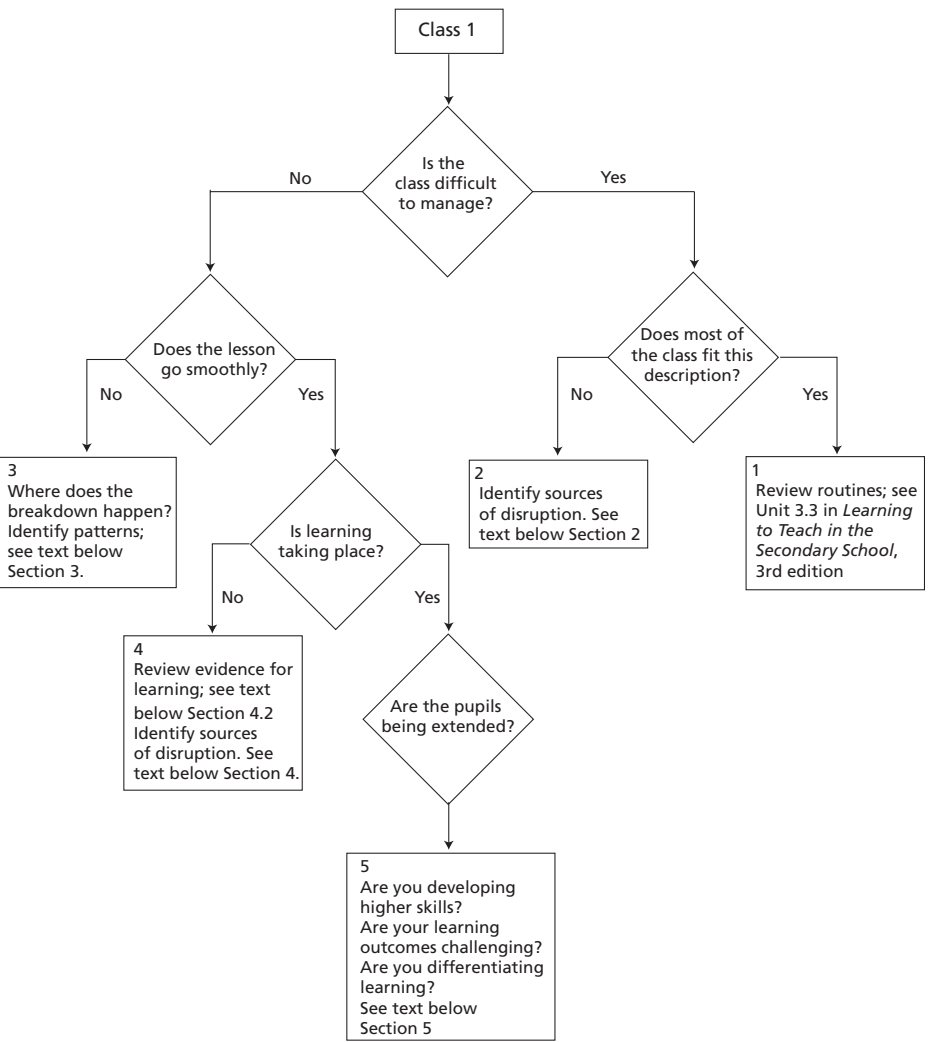 Class 1
Is the
class difficult
to manage?
No
Yes
Does the lesson
go smoothly?
No
Yes
Does most of
the class fit this
description?
No
Yes
3
Where does the
breakdown happen?
Identify patterns;
see text below
Section 3.
Is learning
taking place?
No
Yes
2
Identify sources
of disruption. See
text below Section 2
1
Review routines; see
Unit 3.3 in Learning
to Teach in the
Secondary School,
3rd edition
4
Review evidence for
learning; see text
below Section 4.2
Identify sources
of disruption. See
text below Section 4.
Are the pupils
being extended?
5
Are you developing
higher skills?
Are your learning
outcomes challenging?
Are you differentiating
learning?
See text below
Section 5